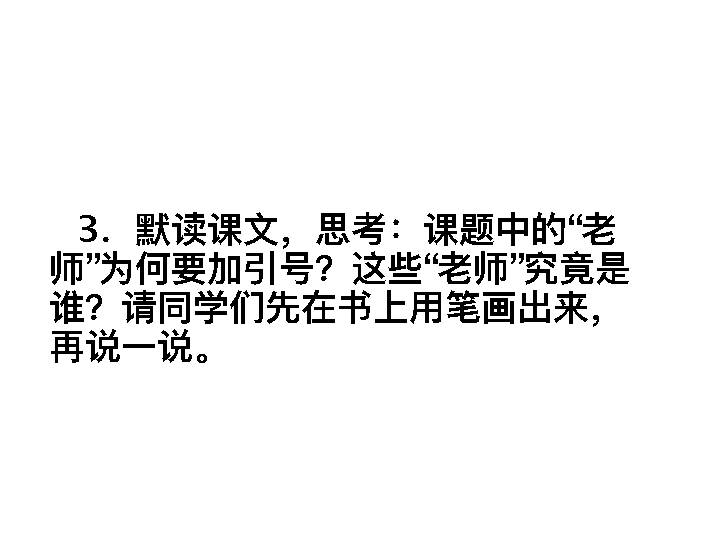 3．默读课文，思考：课题中的“老
师”为何要加引号？这些“老师”究竟是
谁？请同学们先在书上用笔画出来，
再说一说。